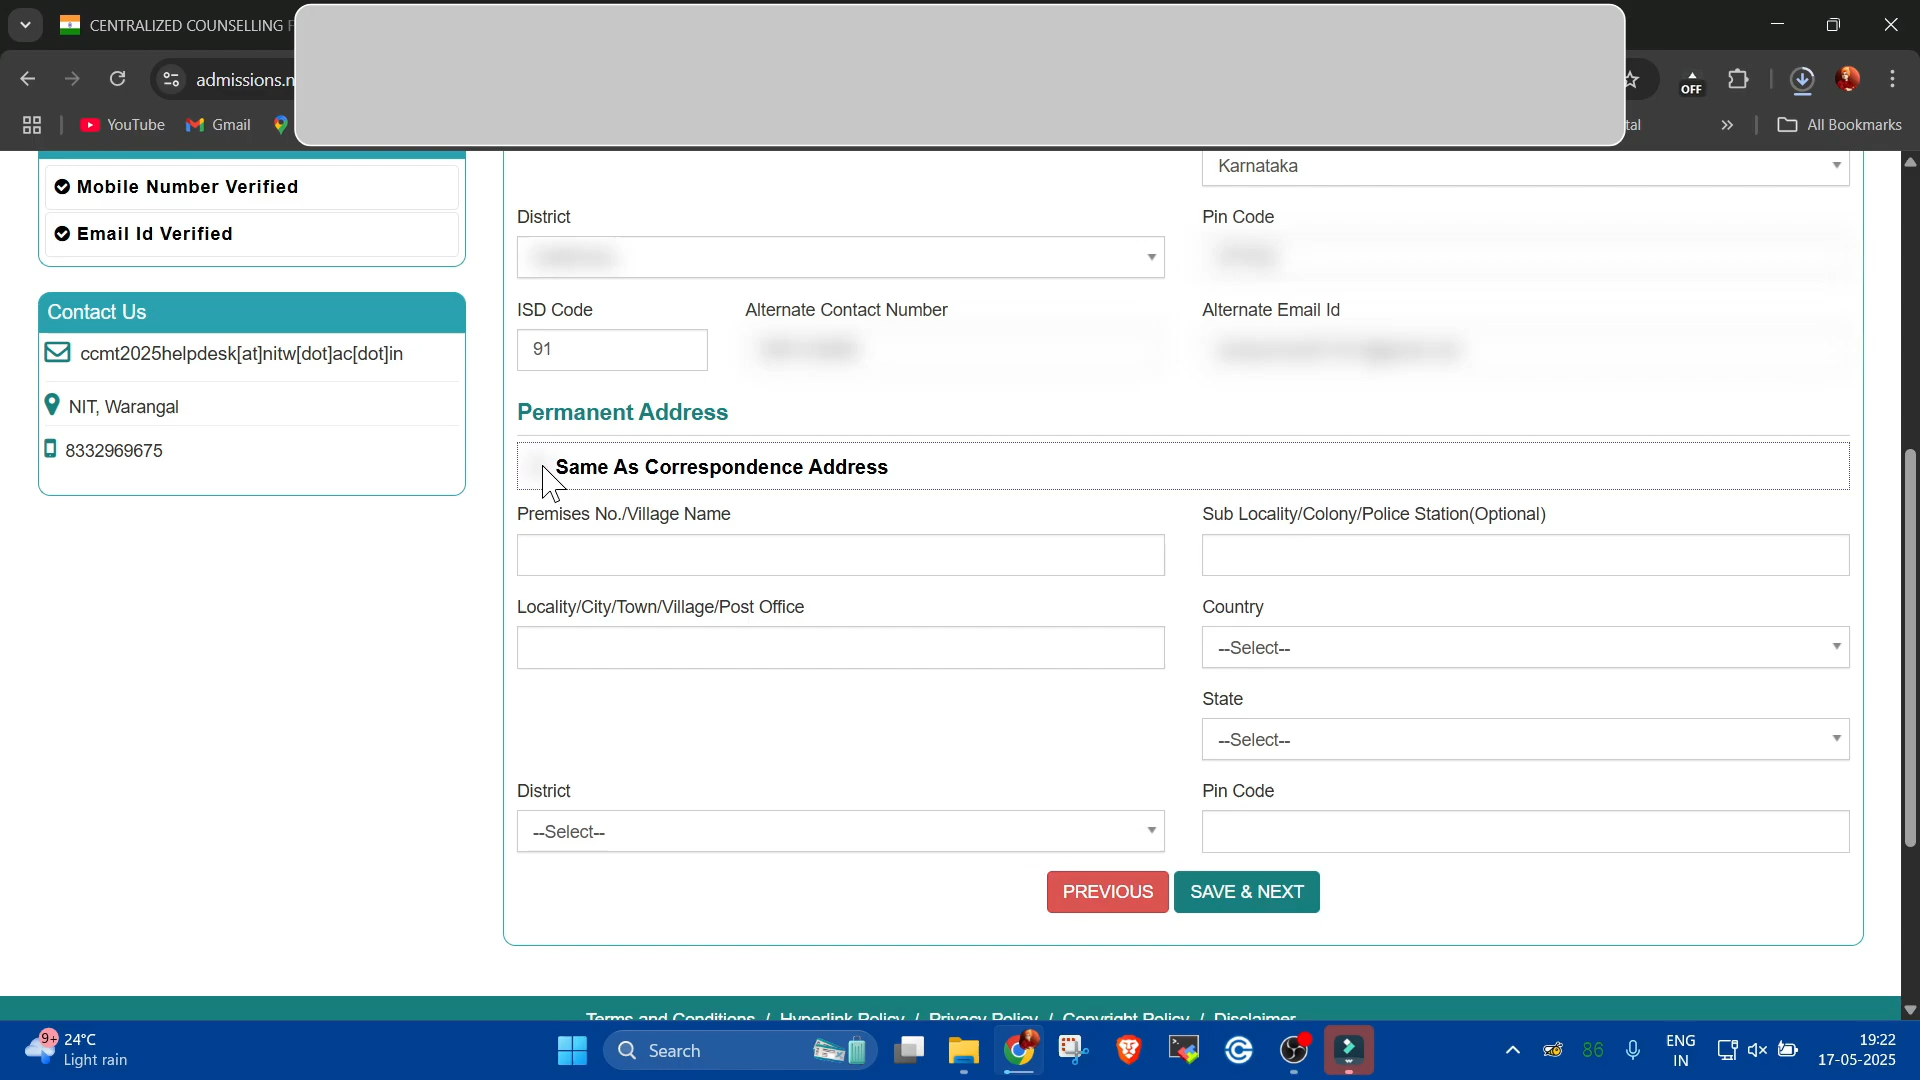 CENTRALIZED COUNSELLING
admissions.n
OFF
YouTube
Gmail
tal
All Bookmarks
Mobile Number Verified
Email Id Verified
Contact Us
ccmt2025helpdesk[at]nitw[dot]ac[dot]in
NIT, Warangal
8332969675
Karnataka
District
Pin Code
ISD Code
Alternate Contact Number
Alternate Email Id
91
Permanent Address
Same As Correspondence Address
Premises No./Village Name
Sub Locality/Colony/Police Station(Optional)
Locality/City/Town/Village/Post Office
Country
--Select--
State
--Select--
District
Pin Code
--Select--
PREVIOUS
SAVE & NEXT
Terms and Conditions / Hyperlink Policy / Privacy Policy / Copyright Policy / Disclaimer
9+
24°C
Light rain
Search
86
ENG
IN
19:22
17-05-2025